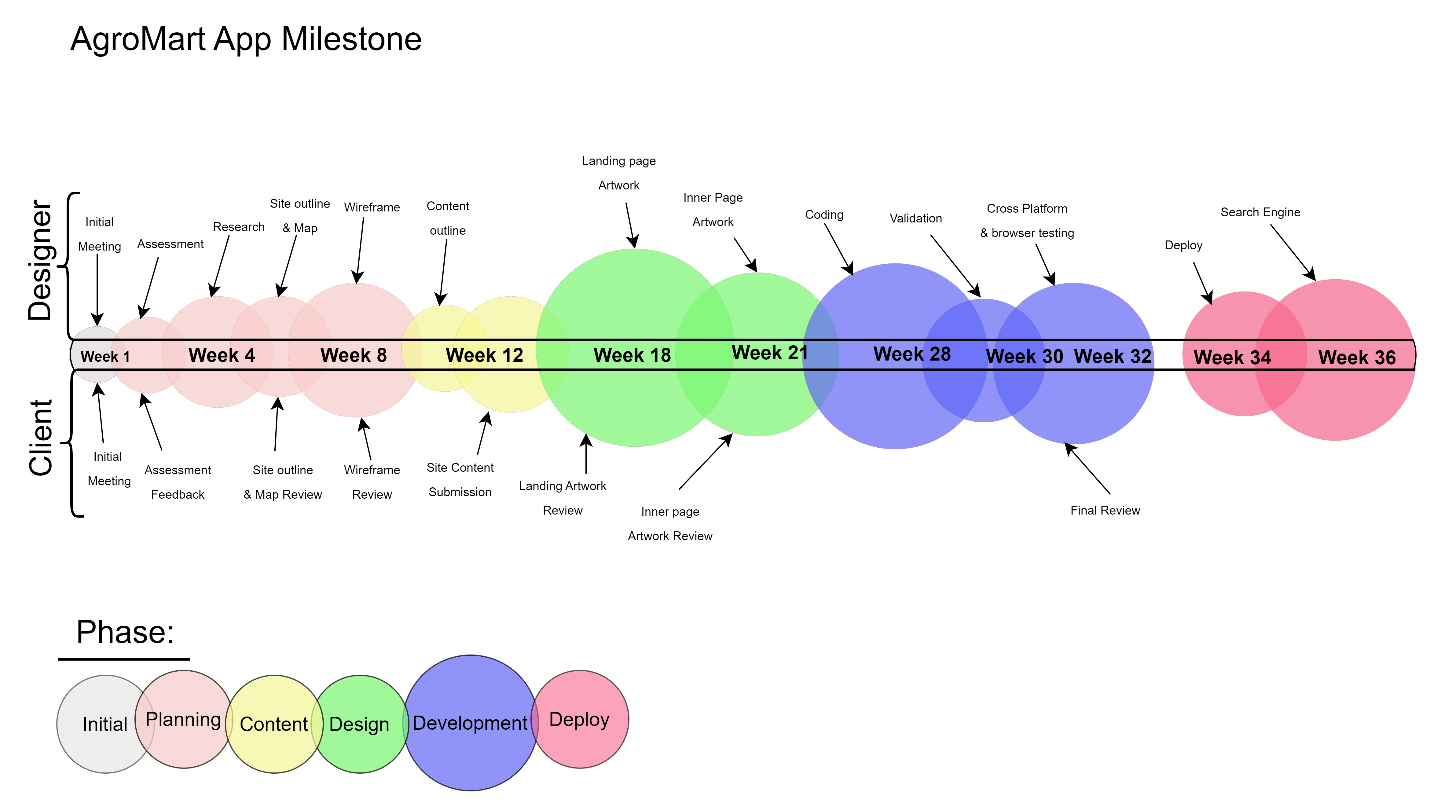 AgroMart App Milestone
Designer
Initial
Meeting
Assessment
Research
Site outline
& Map
Wireframe
Content
outline
Landing page
Artwork
Inner Page
Artwork
Coding
Validation
Cross Platform
& browser testing
Deploy
Search Engine
Week 1
Week 4
Week 8
Week 12
Week 18
Week 21
Week 28
Week 30
Week 32
Week 34
Week 36
Client
Initial
Meeting
Assessment
Feedback
Site outline
& Map Review
Wireframe
Review
Site Content
Submission
Landing Artwork
Review
Inner page
Artwork Review
Final Review
Phase:
Initial
Planning
Content
Design
Development
Deploy